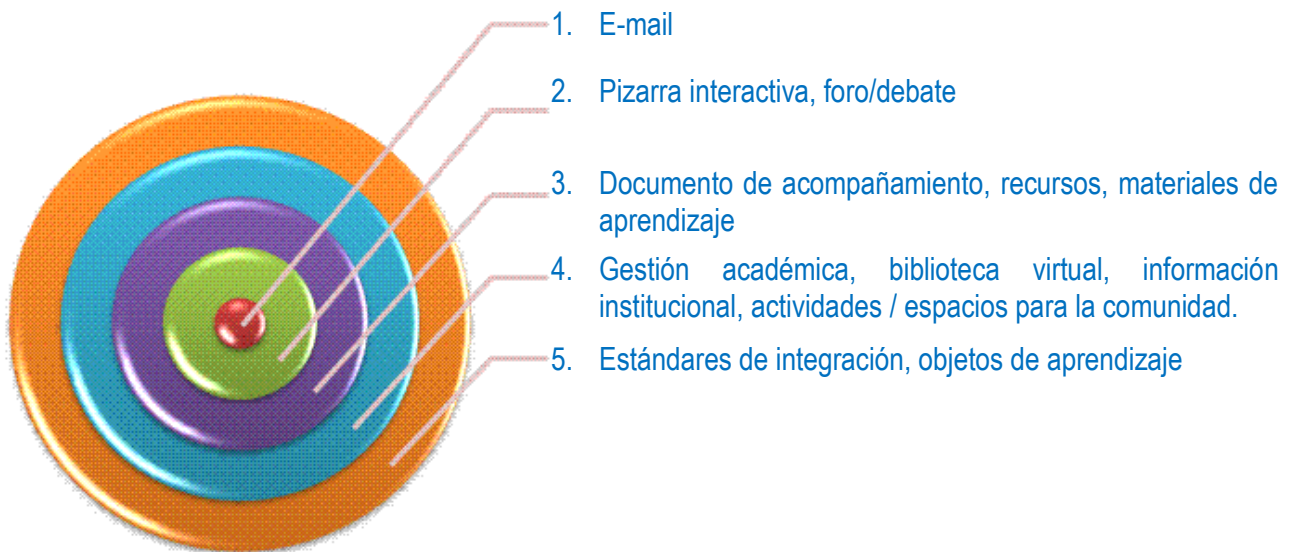 1. E-mail
2. Pizarra interactiva, foro/debate
3. Documento de acompañamiento, recursos, materiales de
aprendizaje
4. Gestión académica, biblioteca virtual, información
institucional, actividades / espacios para la comunidad.
5. Estándares de integración, objetos de aprendizaje